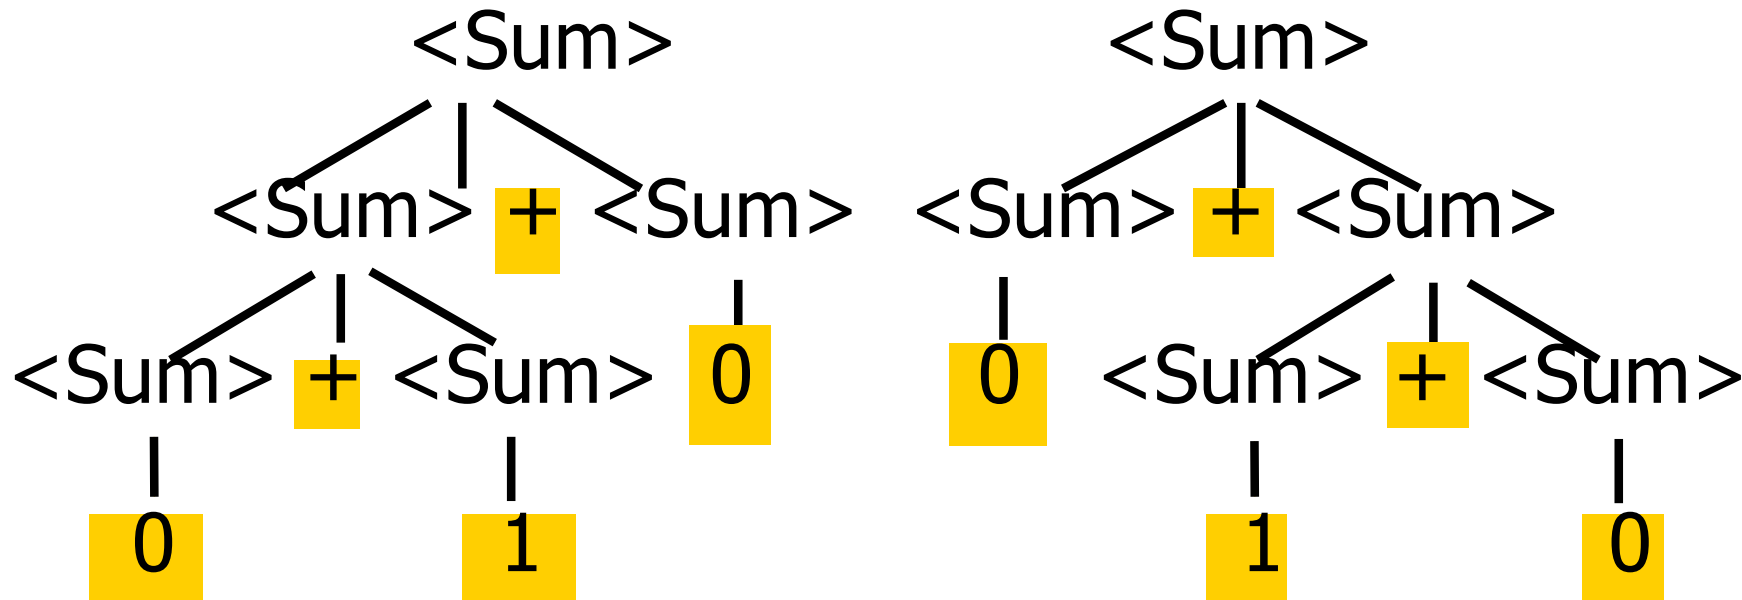 <Sum> <Sum>
<Sum> + <Sum> <Sum> + <Sum>
<Sum> + <Sum> 0 0 <Sum> + <Sum>
0 1 1 0